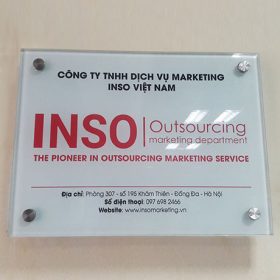 CÔNG TY TNHH DỊCH VỤ MARKETING
INSO VIỆT NAM
INSO Outsourcing
marketing department
THE PIONEER IN OUTSOURCING MARKETING SERVICE
Địa chỉ: Phòng 307 - số 195 Khâm Thiên - Đống Đa - Hà Nội
Số điện thoại: 097 698 2466
Website: www.insomarketing.vn